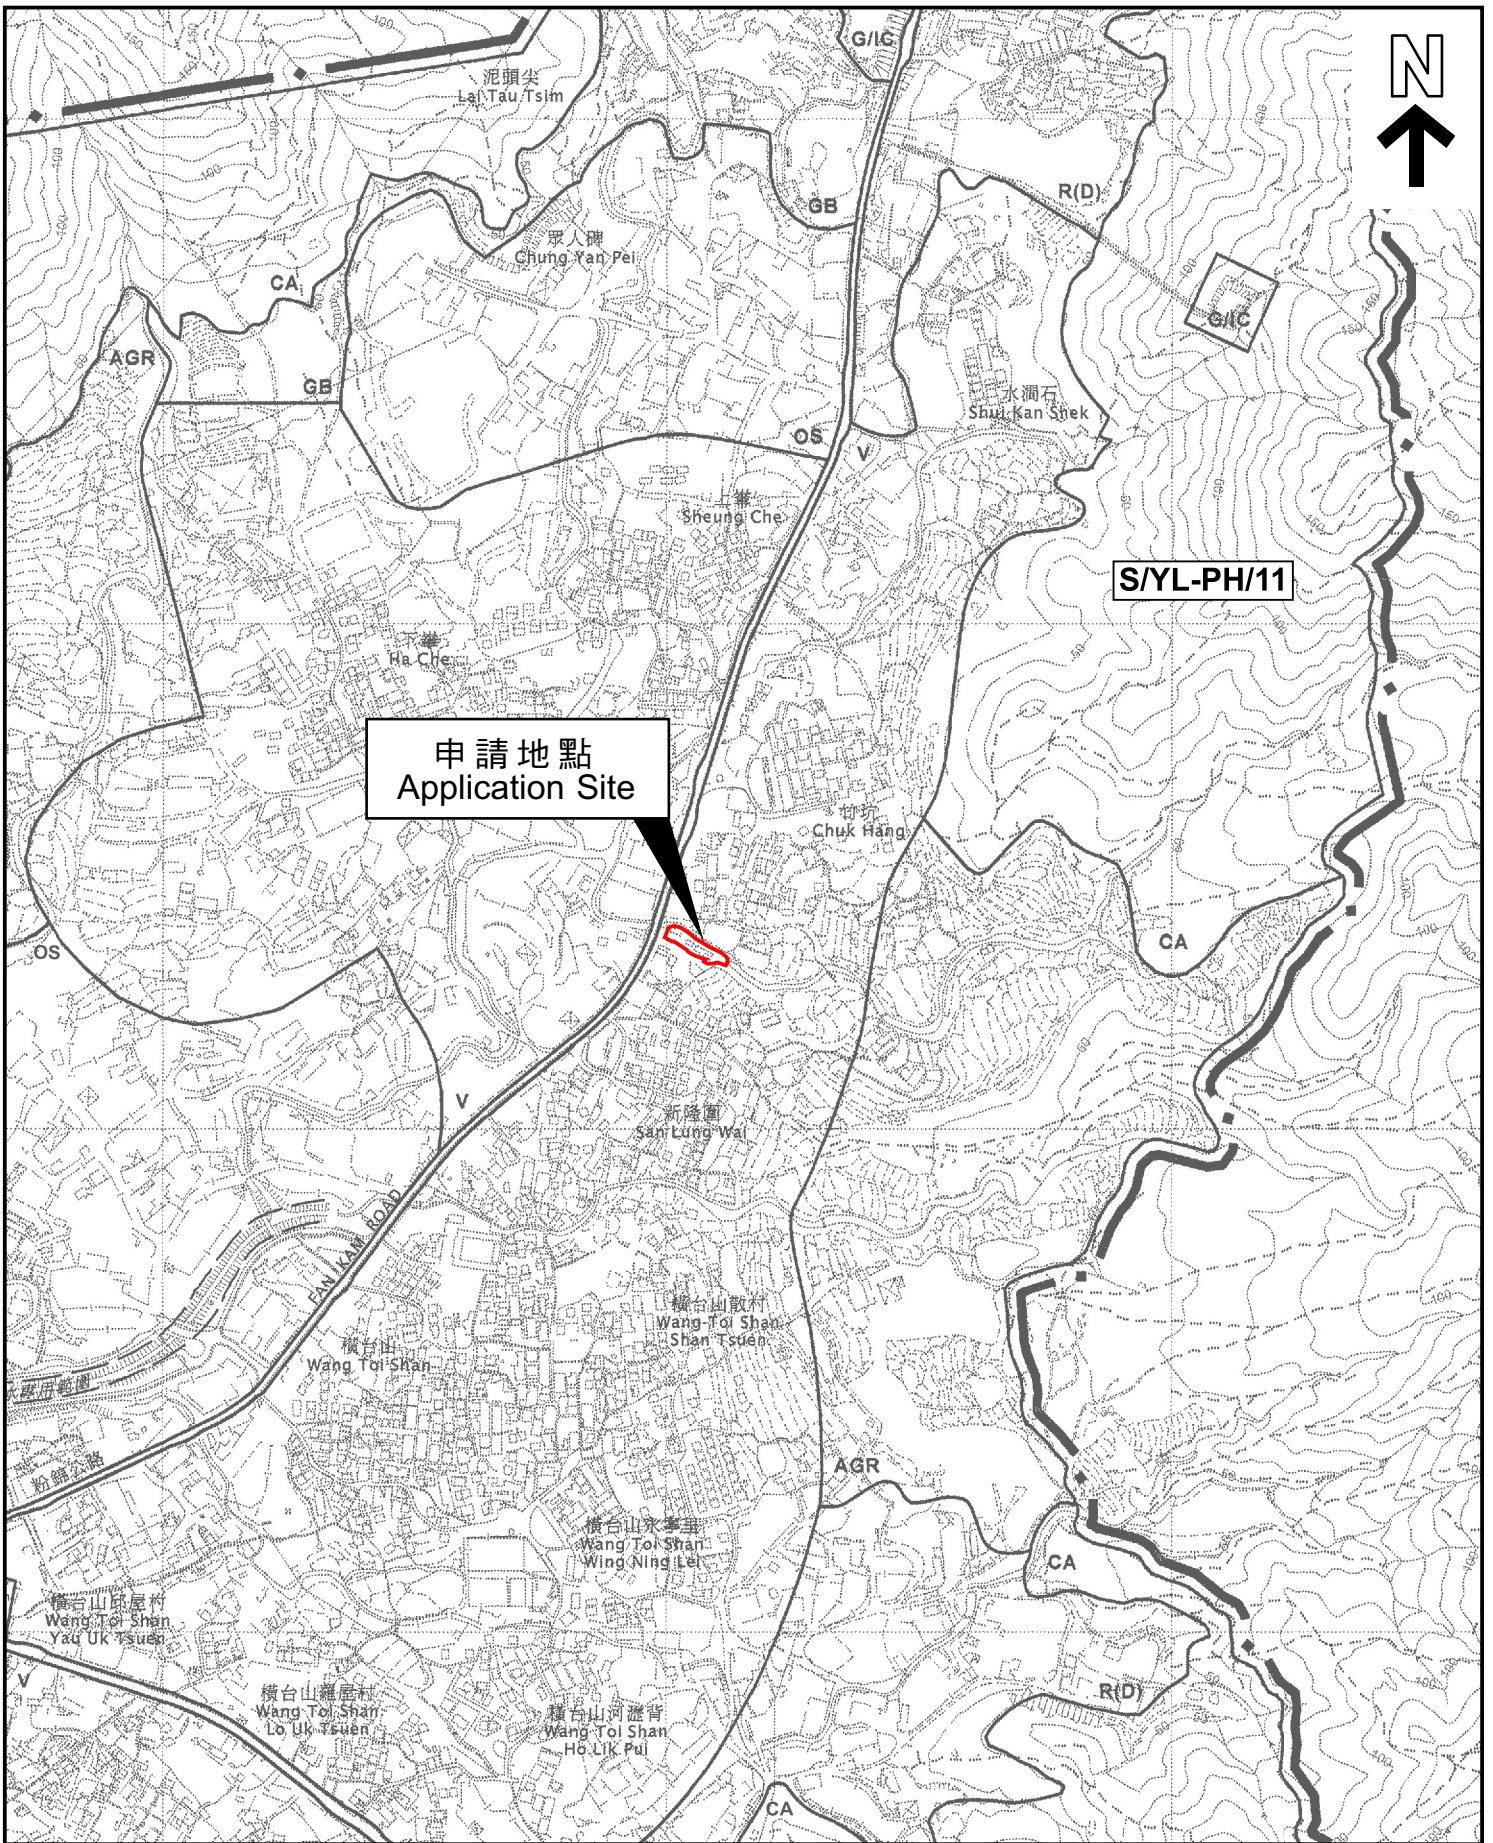 N
G/IC
泥頭尖
Lai Tau Tsim
R(D)
GB
眾人碑
Chung Yan Pei
CA
G/IC
AGR
GB
水澗石
Shui Kan Shek
OS
V
上輋
Sheung Che
S/YL-PH/11
下輋
Ha Che
申請地點
Application Site
竹坑
Chuk Hang
CA
OS
V
新隆圍
San Lung Wai
FAN KAM ROAD
橫台山散村
Wang Toi Shan
Shan Tsuen
橫台山
Wang Toi Shan
粉錦公路
AGR
橫台山永寧里
Wang Toi Shan
Wing Ning Lei
CA
橫台山邱屋村
Wang Toi Shan
Yau Uk Tsuen
V
橫台山羅屋村
Wang Toi Shan
Lo Uk Tsuen
R(D)
橫台山河瀝背
Wang Toi Shan
Ho Lik Pui
CA